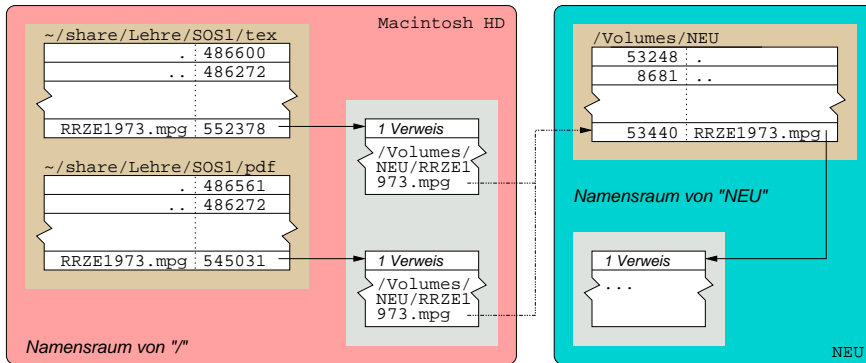 Macintosh HD
~/share/Lehre/SOS1/tex
. 486600
.. 486272
RRZE1973.mpg 552378
~/share/Lehre/SOS1/pdf
. 486561
.. 486272
RRZE1973.mpg 545031
1 Verweis
/Volumes/
NEU/RRZE1
973.mpg
1 Verweis
/Volumes/
NEU/RRZE1
973.mpg
Namensraum von "/"
/Volumes/NEU
53248 .
8681 ..
53440 RRZE1973.mpg
Namensraum von "NEU"
1 Verweis
...
NEU